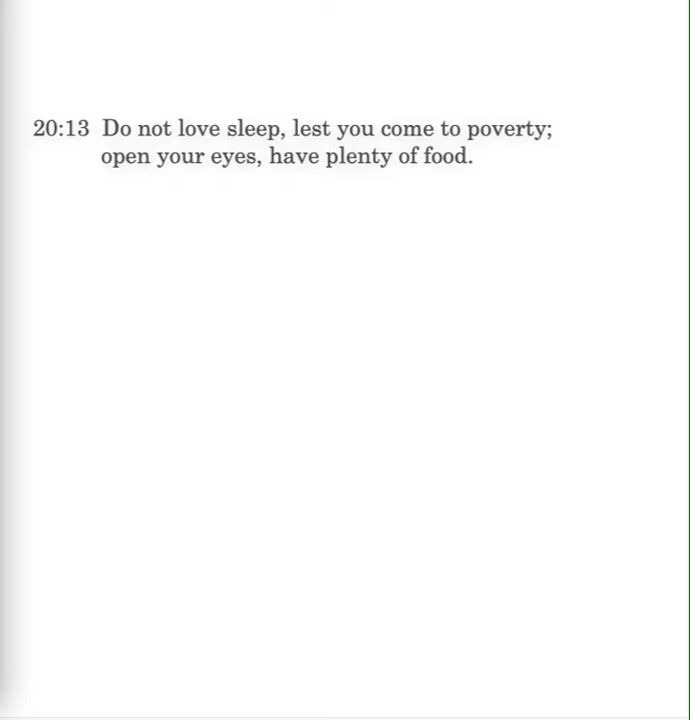 20:13 Do not love sleep, lest you come to poverty;
open your eyes, have plenty of food.